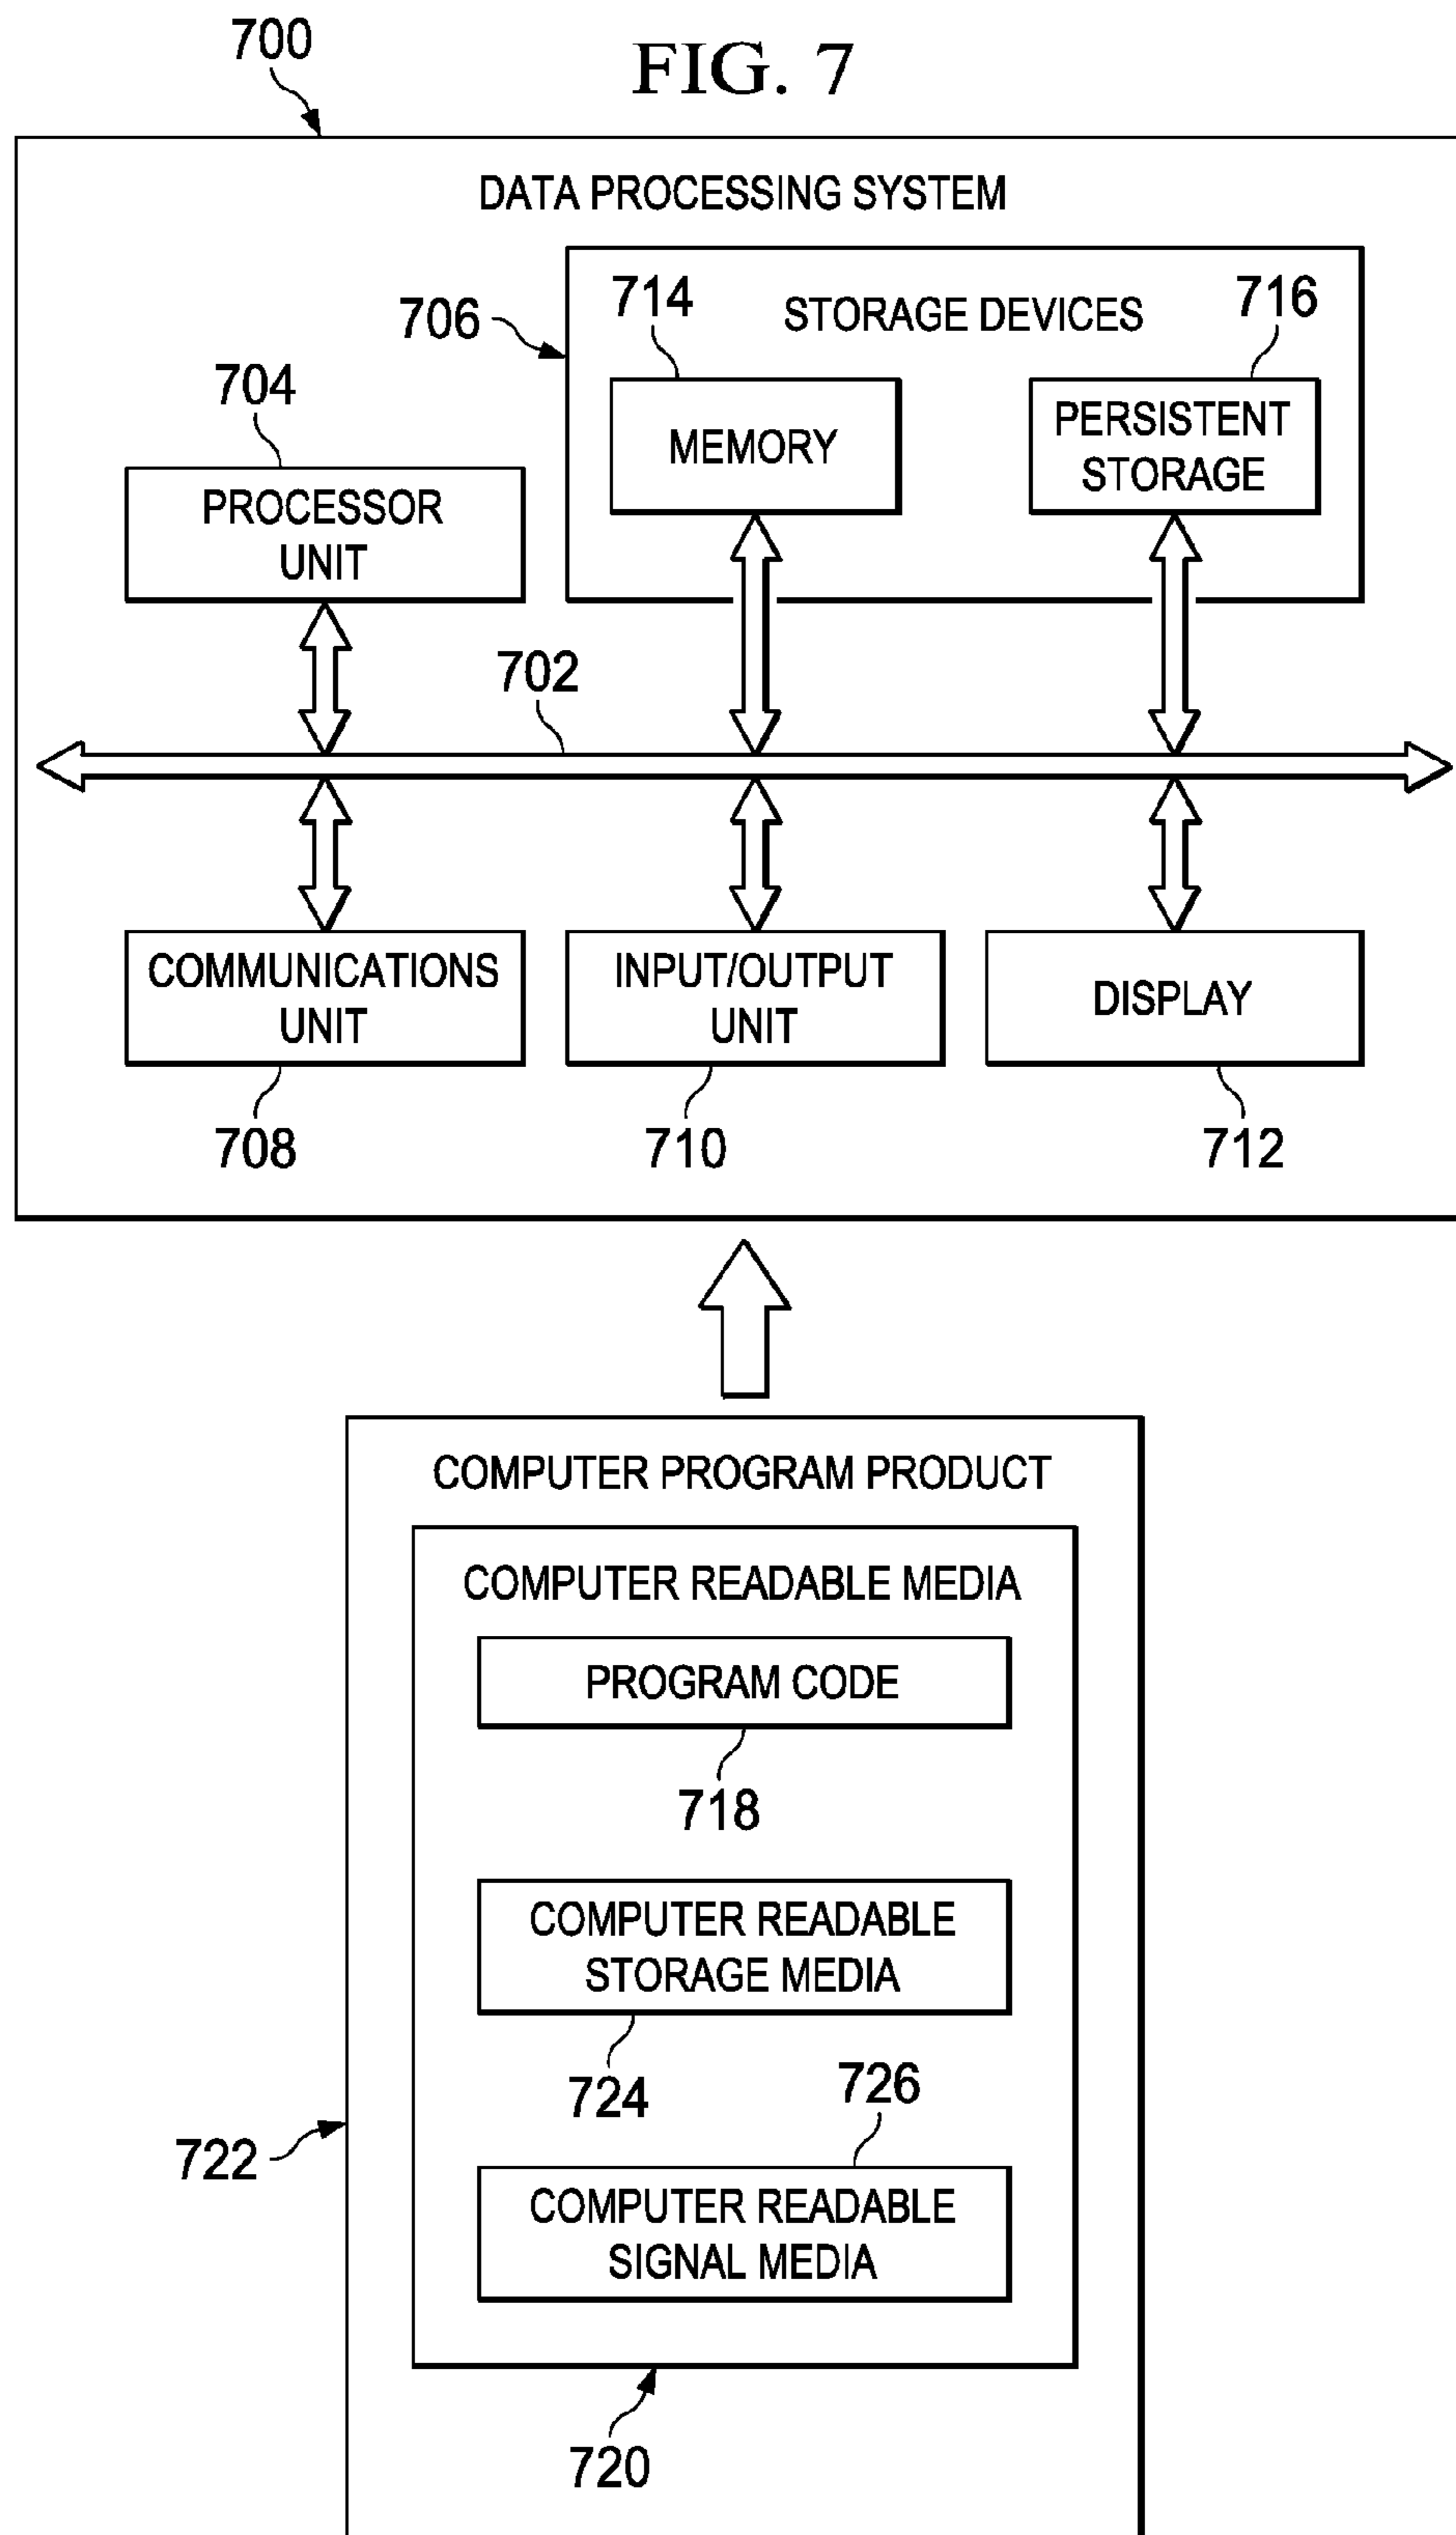 700
FIG. 7
DATA PROCESSING SYSTEM
706
714
STORAGE DEVICES
716
704
MEMORY
PERSISTENT
STORAGE
PROCESSOR
UNIT
702
COMMUNICATIONS
UNIT
INPUT/OUTPUT
UNIT
DISPLAY
708
710
712
COMPUTER PROGRAM PRODUCT
COMPUTER READABLE MEDIA
PROGRAM CODE
718
COMPUTER READABLE
STORAGE MEDIA
724
726
722
COMPUTER READABLE
SIGNAL MEDIA
720